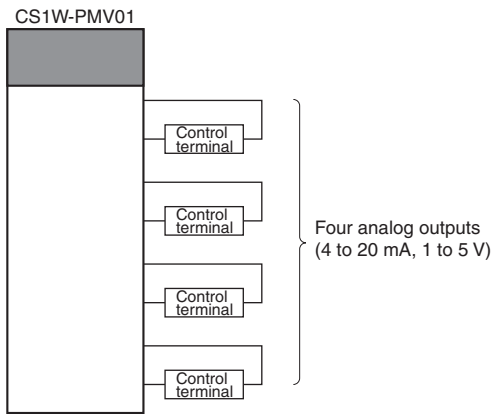 CS1W-PMV01
Control
terminal
Control
terminal
Control
terminal
Control
terminal
Four analog outputs
(4 to 20 mA, 1 to 5 V)